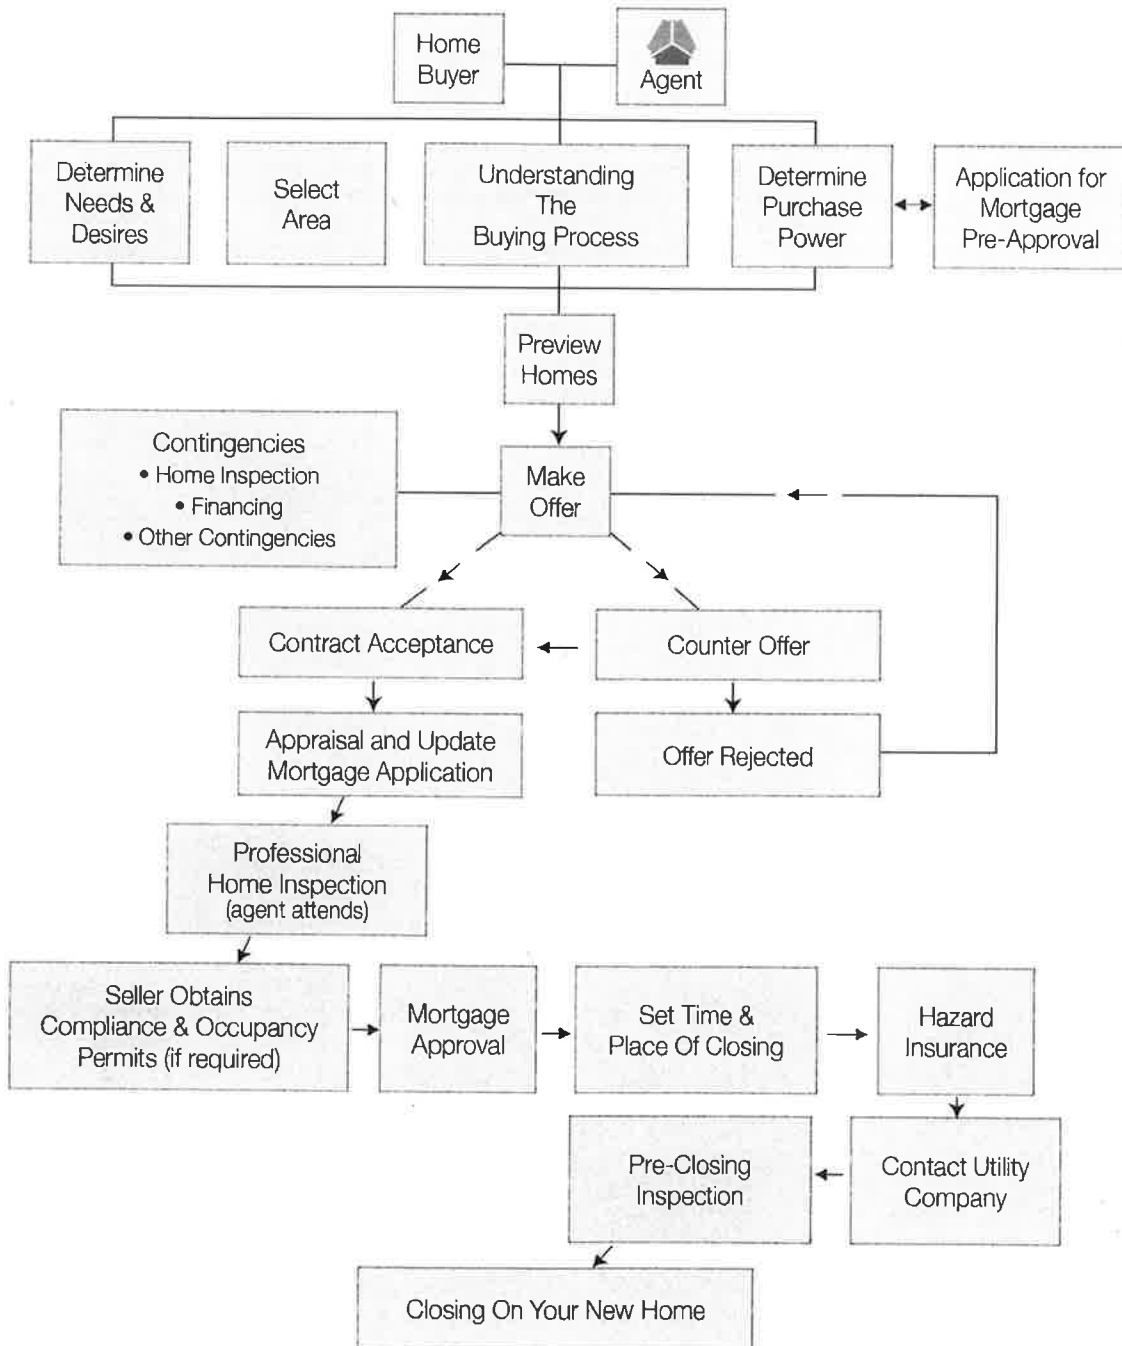 Home
Buyer
Agent
Determine
Needs &
Desires
Select
Area
Understanding
The
Buying Process
Determine
Purchase
Power
Application for
Mortgage
Pre-Approval
Preview
Homes
Contingencies
• Home Inspection
• Financing
• Other Contingencies
Make
Offer
Contract Acceptance
Counter Offer
Appraisal and Update
Mortgage Application
Offer Rejected
Professional
Home Inspection
(agent attends)
Seller Obtains
Compliance & Occupancy
Permits (if required)
Mortgage
Approval
Set Time &
Place Of Closing
Hazard
Insurance
Pre-Closing
Inspection
Contact Utility
Company
Closing On Your New Home